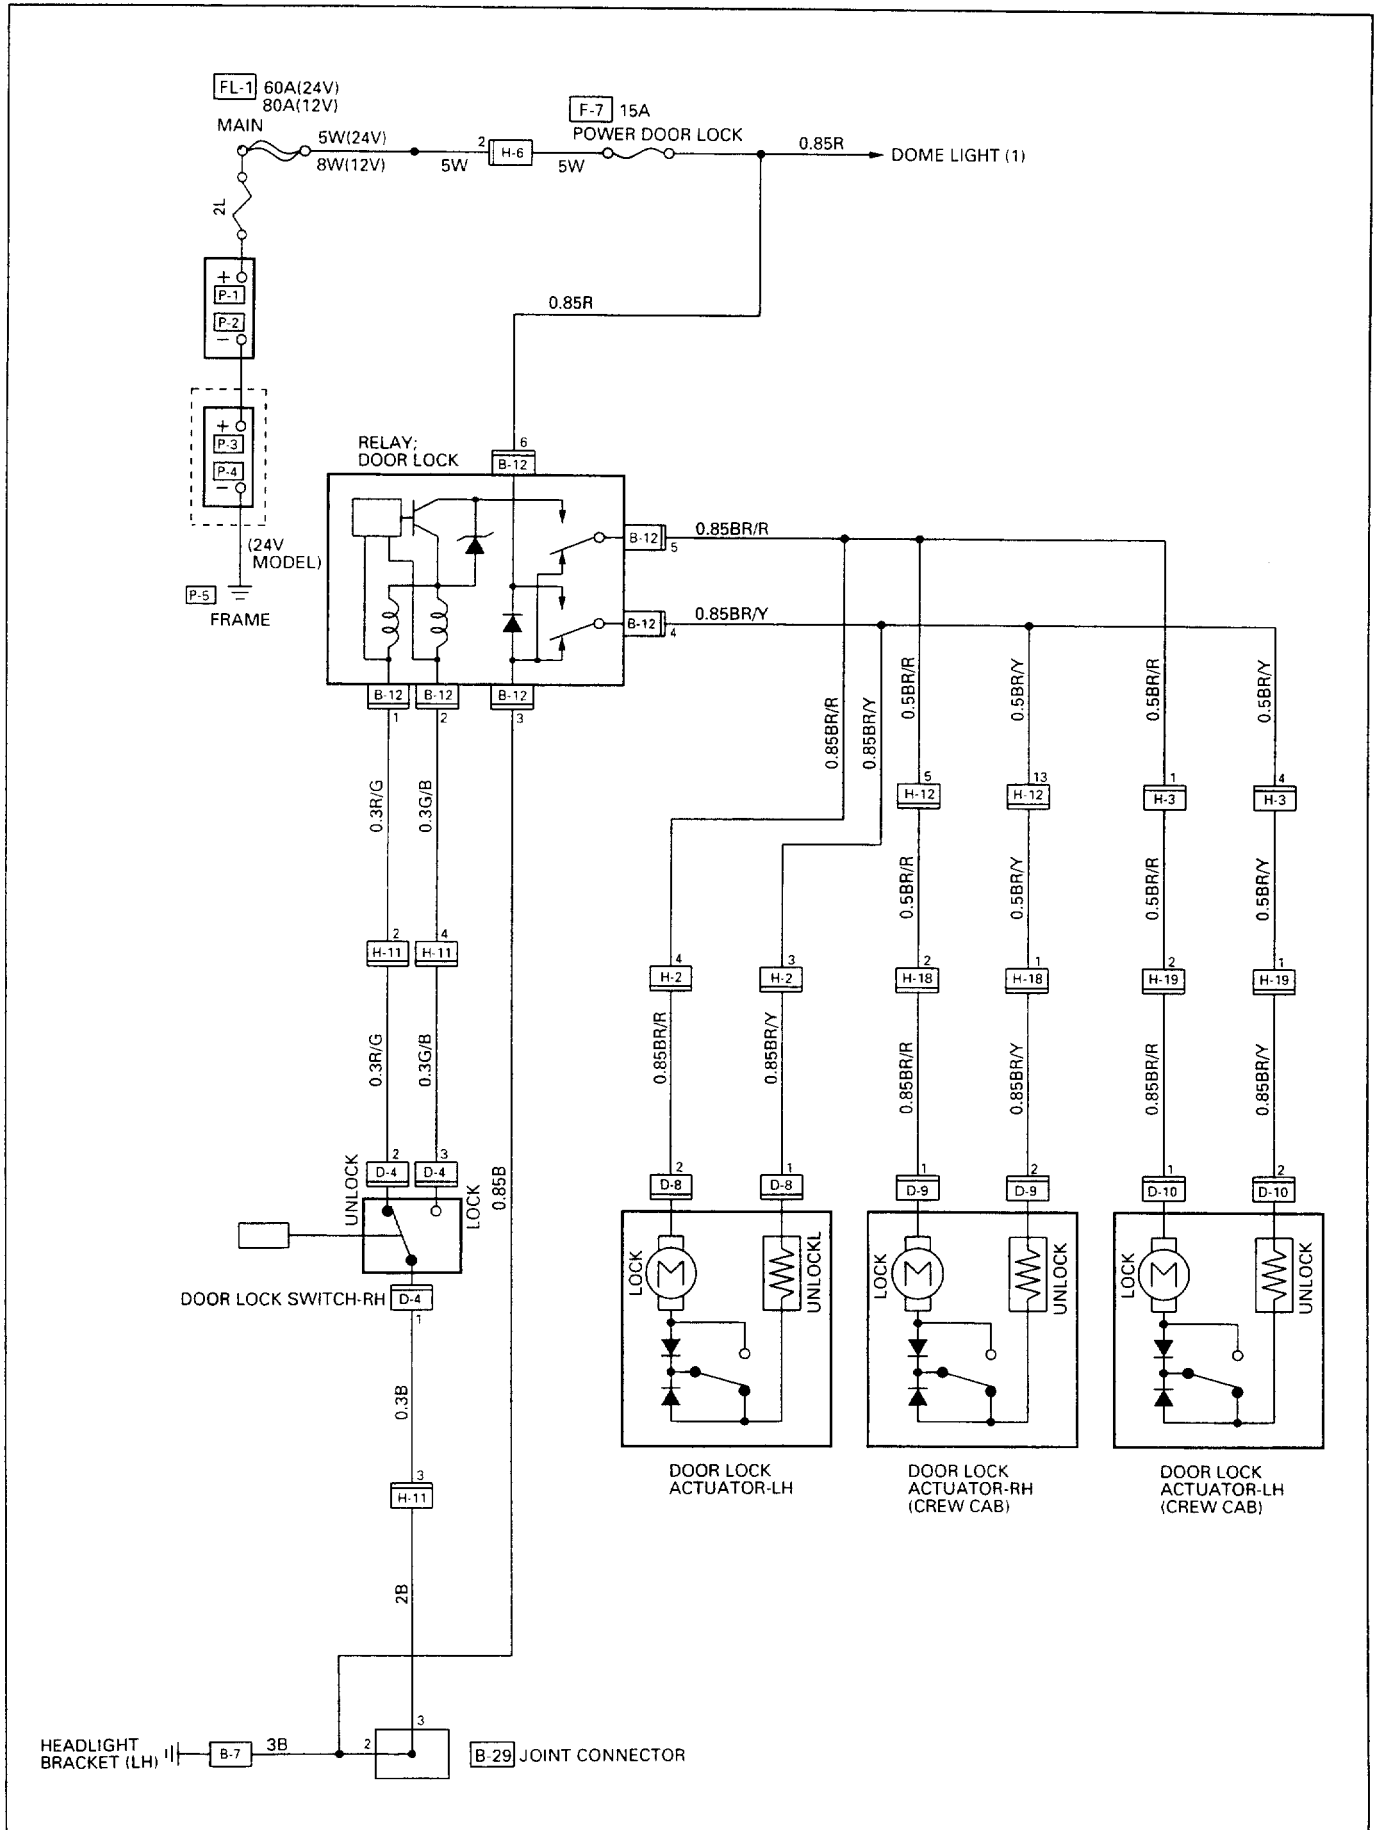 FL-1 60A(24V)
80A(12V)
MAIN
5W(24V)
8W(12V)
5W
2
H-6
5W
F-7 15A
POWER DOOR LOCK
0.85R
DOME LIGHT (1)
2L
+
P-1
P-2
−
+
P-3
P-4
−
(24V
MODEL)
P-5
FRAME
0.85R
RELAY;
DOOR LOCK
6
B-12
B-12
5
0.85BR/R
B-12
4
0.85BR/Y
B-12
1
B-12
2
B-12
3
0.3R/G
0.3G/B
2
H-11
4
H-11
0.3R/G
0.3G/B
2
D-4
3
D-4
UNLOCK
LOCK
0.85B
DOOR LOCK SWITCH-RH
D-4
1
0.3B
3
H-11
2B
0.85BR/R
0.85BR/Y
0.5BR/R
0.5BR/Y
0.5BR/R
0.5BR/Y
5
H-12
13
H-12
1
H-3
4
H-3
0.5BR/R
0.5BR/Y
0.5BR/R
0.5BR/Y
4
H-2
3
H-2
2
H-18
1
H-18
2
H-19
1
H-19
0.85BR/R
0.85BR/Y
0.85BR/R
0.85BR/Y
0.85BR/R
0.85BR/Y
2
D-8
1
D-8
1
D-9
2
D-9
1
D-10
2
D-10
LOCK
M
UNLOCKL
LOCK
M
UNLOCK
LOCK
M
UNLOCK
DOOR LOCK
ACTUATOR-LH
DOOR LOCK
ACTUATOR-RH
(CREW CAB)
DOOR LOCK
ACTUATOR-LH
(CREW CAB)
HEADLIGHT
BRACKET (LH)
B-7
3B
2
3
B-29 JOINT CONNECTOR